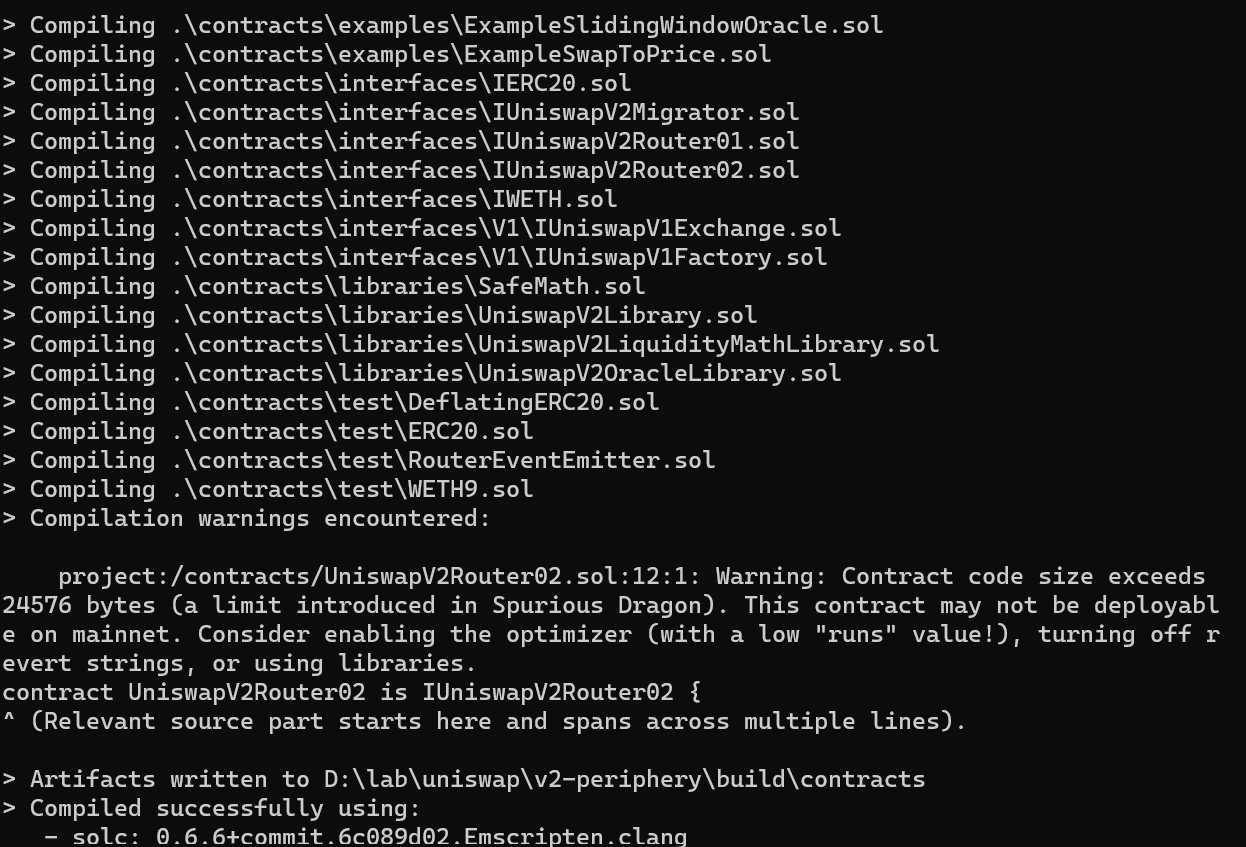 > Compiling .\contracts\examples\ExampleSlidingWindowOracle.sol
> Compiling .\contracts\examples\ExampleSwapToPrice.sol
> Compiling .\contracts\interfaces\IERC20.sol
> Compiling .\contracts\interfaces\IUniswapV2Migrator.sol
> Compiling .\contracts\interfaces\IUniswapV2Router01.sol
> Compiling .\contracts\interfaces\IUniswapV2Router02.sol
> Compiling .\contracts\interfaces\IWETH.sol
> Compiling .\contracts\interfaces\V1\IUniswapV1Exchange.sol
> Compiling .\contracts\interfaces\V1\IUniswapV1Factory.sol
> Compiling .\contracts\libraries\SafeMath.sol
> Compiling .\contracts\libraries\UniswapV2Library.sol
> Compiling .\contracts\libraries\UniswapV2LiquidityMathLibrary.sol
> Compiling .\contracts\libraries\UniswapV2OracleLibrary.sol
> Compiling .\contracts\test\DeflatingERC20.sol
> Compiling .\contracts\test\ERC20.sol
> Compiling .\contracts\test\RouterEventEmitter.sol
> Compiling .\contracts\test\WETH9.sol
> Compilation warnings encountered:
project:/contracts/UniswapV2Router02.sol:12:1: Warning: Contract code size exceeds
24576 bytes (a limit introduced in Spurious Dragon). This contract may not be deployabl
e on mainnet. Consider enabling the optimizer (with a low "runs" value!), turning off r
evert strings, or using libraries.
contract UniswapV2Router02 is IUniswapV2Router02 {
^ (Relevant source part starts here and spans across multiple lines).
> Artifacts written to D:\lab\uniswap\v2-periphery\build\contracts
> Compiled successfully using:
- solc: 0.6.6+commit.6c089d02.Emscripten.clang